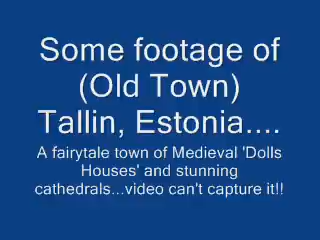 Some footage of
(Old Town)
Tallin, Estonia....
A fairytale town of Medieval 'Dolls
Houses' and stunning
cathedrals...video can't capture it!!